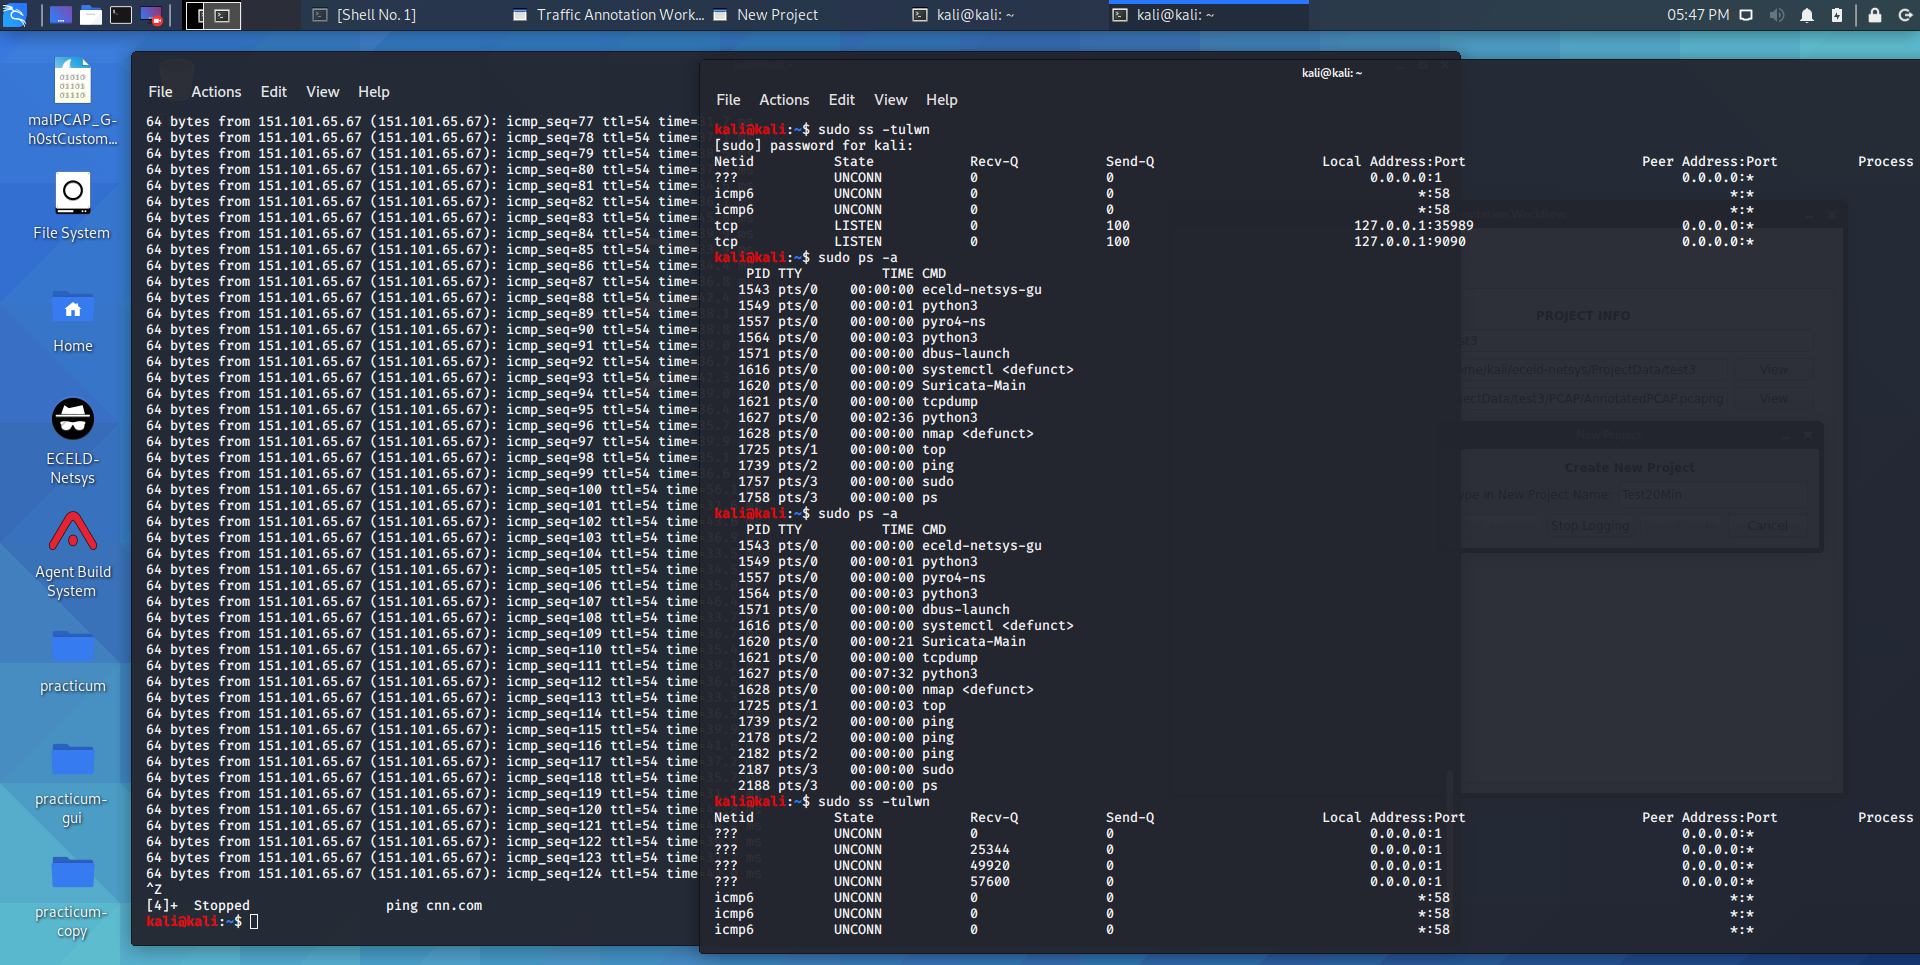 [Shell No. 1]
Traffic Annotation Work...
New Project
kali@kali: ~
kali@kali: ~
05:47 PM
malPCAP_G-
h0stCustom...
File System
Home
ECELD-
Netsys
Agent Build
System
practicum
practicum-
gui
practicum-
copy
File Actions Edit View Help
64 bytes from 151.101.65.67 (151.101.65.67): icmp_seq=77 ttl=54 time=
64 bytes from 151.101.65.67 (151.101.65.67): icmp_seq=78 ttl=54 time=
64 bytes from 151.101.65.67 (151.101.65.67): icmp_seq=79 ttl=54 time=
64 bytes from 151.101.65.67 (151.101.65.67): icmp_seq=80 ttl=54 time=
64 bytes from 151.101.65.67 (151.101.65.67): icmp_seq=81 ttl=54 time=
64 bytes from 151.101.65.67 (151.101.65.67): icmp_seq=82 ttl=54 time=
64 bytes from 151.101.65.67 (151.101.65.67): icmp_seq=83 ttl=54 time=
64 bytes from 151.101.65.67 (151.101.65.67): icmp_seq=84 ttl=54 time=
64 bytes from 151.101.65.67 (151.101.65.67): icmp_seq=85 ttl=54 time=
64 bytes from 151.101.65.67 (151.101.65.67): icmp_seq=86 ttl=54 time=
64 bytes from 151.101.65.67 (151.101.65.67): icmp_seq=87 ttl=54 time=
64 bytes from 151.101.65.67 (151.101.65.67): icmp_seq=88 ttl=54 time=
64 bytes from 151.101.65.67 (151.101.65.67): icmp_seq=89 ttl=54 time=
64 bytes from 151.101.65.67 (151.101.65.67): icmp_seq=90 ttl=54 time=
64 bytes from 151.101.65.67 (151.101.65.67): icmp_seq=91 ttl=54 time=
64 bytes from 151.101.65.67 (151.101.65.67): icmp_seq=92 ttl=54 time=
64 bytes from 151.101.65.67 (151.101.65.67): icmp_seq=93 ttl=54 time=
64 bytes from 151.101.65.67 (151.101.65.67): icmp_seq=94 ttl=54 time=
64 bytes from 151.101.65.67 (151.101.65.67): icmp_seq=95 ttl=54 time=
64 bytes from 151.101.65.67 (151.101.65.67): icmp_seq=96 ttl=54 time=
64 bytes from 151.101.65.67 (151.101.65.67): icmp_seq=97 ttl=54 time=
64 bytes from 151.101.65.67 (151.101.65.67): icmp_seq=98 ttl=54 time=
64 bytes from 151.101.65.67 (151.101.65.67): icmp_seq=99 ttl=54 time=
64 bytes from 151.101.65.67 (151.101.65.67): icmp_seq=100 ttl=54 time
64 bytes from 151.101.65.67 (151.101.65.67): icmp_seq=101 ttl=54 time
64 bytes from 151.101.65.67 (151.101.65.67): icmp_seq=102 ttl=54 time
64 bytes from 151.101.65.67 (151.101.65.67): icmp_seq=103 ttl=54 time
64 bytes from 151.101.65.67 (151.101.65.67): icmp_seq=104 ttl=54 time
64 bytes from 151.101.65.67 (151.101.65.67): icmp_seq=105 ttl=54 time
64 bytes from 151.101.65.67 (151.101.65.67): icmp_seq=106 ttl=54 time
64 bytes from 151.101.65.67 (151.101.65.67): icmp_seq=107 ttl=54 time
64 bytes from 151.101.65.67 (151.101.65.67): icmp_seq=108 ttl=54 time
64 bytes from 151.101.65.67 (151.101.65.67): icmp_seq=109 ttl=54 time
64 bytes from 151.101.65.67 (151.101.65.67): icmp_seq=110 ttl=54 time
64 bytes from 151.101.65.67 (151.101.65.67): icmp_seq=111 ttl=54 time
64 bytes from 151.101.65.67 (151.101.65.67): icmp_seq=112 ttl=54 time
64 bytes from 151.101.65.67 (151.101.65.67): icmp_seq=113 ttl=54 time
64 bytes from 151.101.65.67 (151.101.65.67): icmp_seq=114 ttl=54 time
64 bytes from 151.101.65.67 (151.101.65.67): icmp_seq=115 ttl=54 time
64 bytes from 151.101.65.67 (151.101.65.67): icmp_seq=116 ttl=54 time
64 bytes from 151.101.65.67 (151.101.65.67): icmp_seq=117 ttl=54 time
64 bytes from 151.101.65.67 (151.101.65.67): icmp_seq=118 ttl=54 time
64 bytes from 151.101.65.67 (151.101.65.67): icmp_seq=119 ttl=54 time
64 bytes from 151.101.65.67 (151.101.65.67): icmp_seq=120 ttl=54 time
64 bytes from 151.101.65.67 (151.101.65.67): icmp_seq=121 ttl=54 time
64 bytes from 151.101.65.67 (151.101.65.67): icmp_seq=122 ttl=54 time
64 bytes from 151.101.65.67 (151.101.65.67): icmp_seq=123 ttl=54 time
64 bytes from 151.101.65.67 (151.101.65.67): icmp_seq=124 ttl=54 time
^Z
[4]+ Stopped ping cnn.com
kali@kali:~$
kali@kali: ~
File Actions Edit View Help
kali@kali:~$ sudo ss -tulwn
[sudo] password for kali:
Netid State Recv-Q Send-Q Local Address:Port Peer Address:Port Process
??? UNCONN 0 0 0.0.0.0:1 0.0.0.0:*
icmp6 UNCONN 0 0 *:58 *:*
icmp6 UNCONN 0 0 *:58 *:*
tcp LISTEN 0 100 127.0.0.1:35989 0.0.0.0:*
tcp LISTEN 0 100 127.0.0.1:9090 0.0.0.0:*
kali@kali:~$ sudo ps -a
PID TTY TIME CMD
1543 pts/0 00:00:00 eceld-netsys-gu
1549 pts/0 00:00:01 python3
1557 pts/0 00:00:00 pyro4-ns
1564 pts/0 00:00:03 python3
1571 pts/0 00:00:00 dbus-launch
1616 pts/0 00:00:00 systemctl <defunct>
1620 pts/0 00:00:09 Suricata-Main
1621 pts/0 00:00:00 tcpdump
1627 pts/0 00:02:36 python3
1628 pts/0 00:00:00 nmap <defunct>
1725 pts/1 00:00:00 top
1739 pts/2 00:00:00 ping
1757 pts/3 00:00:00 sudo
1758 pts/3 00:00:00 ps
kali@kali:~$ sudo ps -a
PID TTY TIME CMD
1543 pts/0 00:00:00 eceld-netsys-gu
1549 pts/0 00:00:01 python3
1557 pts/0 00:00:00 pyro4-ns
1564 pts/0 00:00:03 python3
1571 pts/0 00:00:00 dbus-launch
1616 pts/0 00:00:00 systemctl <defunct>
1620 pts/0 00:00:21 Suricata-Main
1621 pts/0 00:00:00 tcpdump
1627 pts/0 00:07:32 python3
1628 pts/0 00:00:00 nmap <defunct>
1725 pts/1 00:00:03 top
1739 pts/2 00:00:00 ping
2178 pts/2 00:00:00 ping
2182 pts/2 00:00:00 ping
2187 pts/3 00:00:00 sudo
2188 pts/3 00:00:00 ps
kali@kali:~$ sudo ss -tulwn
Netid State Recv-Q Send-Q Local Address:Port Peer Address:Port Process
??? UNCONN 0 0 0.0.0.0:1 0.0.0.0:*
??? UNCONN 25344 0 0.0.0.0:1 0.0.0.0:*
??? UNCONN 49920 0 0.0.0.0:1 0.0.0.0:*
??? UNCONN 57600 0 0.0.0.0:1 0.0.0.0:*
icmp6 UNCONN 0 0 *:58 *:*
icmp6 UNCONN 0 0 *:58 *:*
icmp6 UNCONN 0 0 *:58 *:*
PROJECT INFO
me/kali/eceld-netsys/ProjectData/test3 View
ectData/test3/PCAP/AnnotatedPCAP.pcapng View
New Project
Create New Project
ype in New Project Name: Test20Min
Stop Logging Cancel